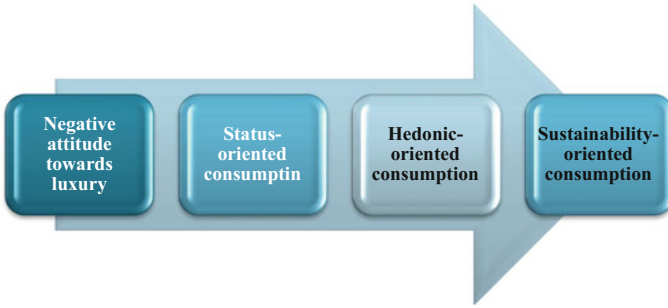 Negative
attitude
towards
luxury
Status-
oriented
consumptin
Hedonic-
oriented
consumption
Sustainability-
oriented
consumption